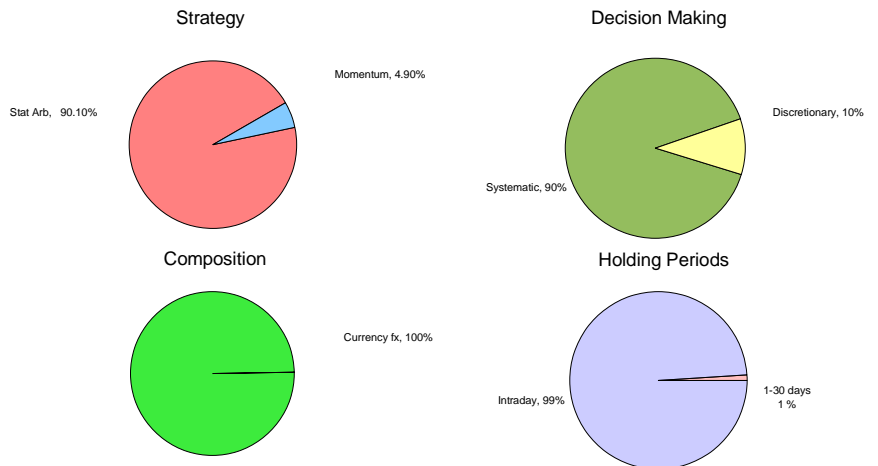 Strategy
Momentum, 4.90%
Stat Arb, 90.10%
Decision Making
Discretionary, 10%
Systematic, 90%
Composition
Currency fx, 100%
Holding Periods
Intraday, 99%
1-30 days
1 %